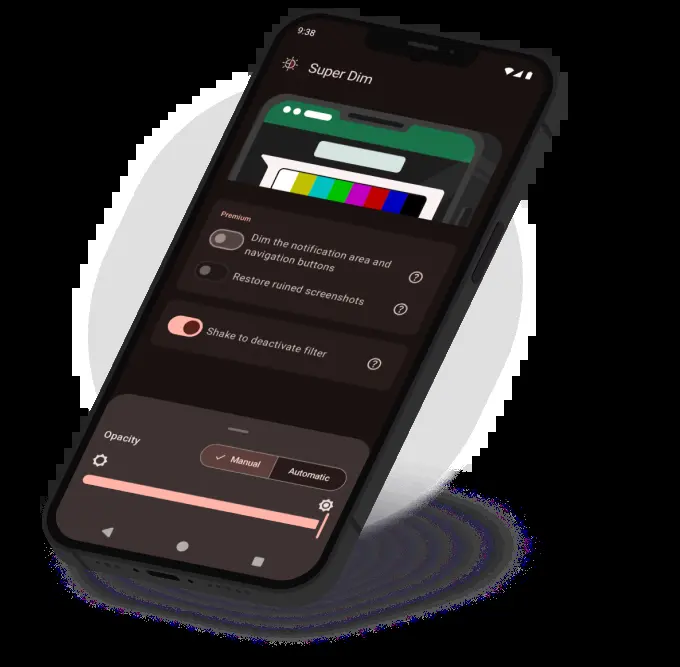 9:38
Super Dim
Premium
Dim the notification area and
navigation buttons
Restore ruined screenshots
Shake to deactivate filter
Opacity
Manual
Automatic